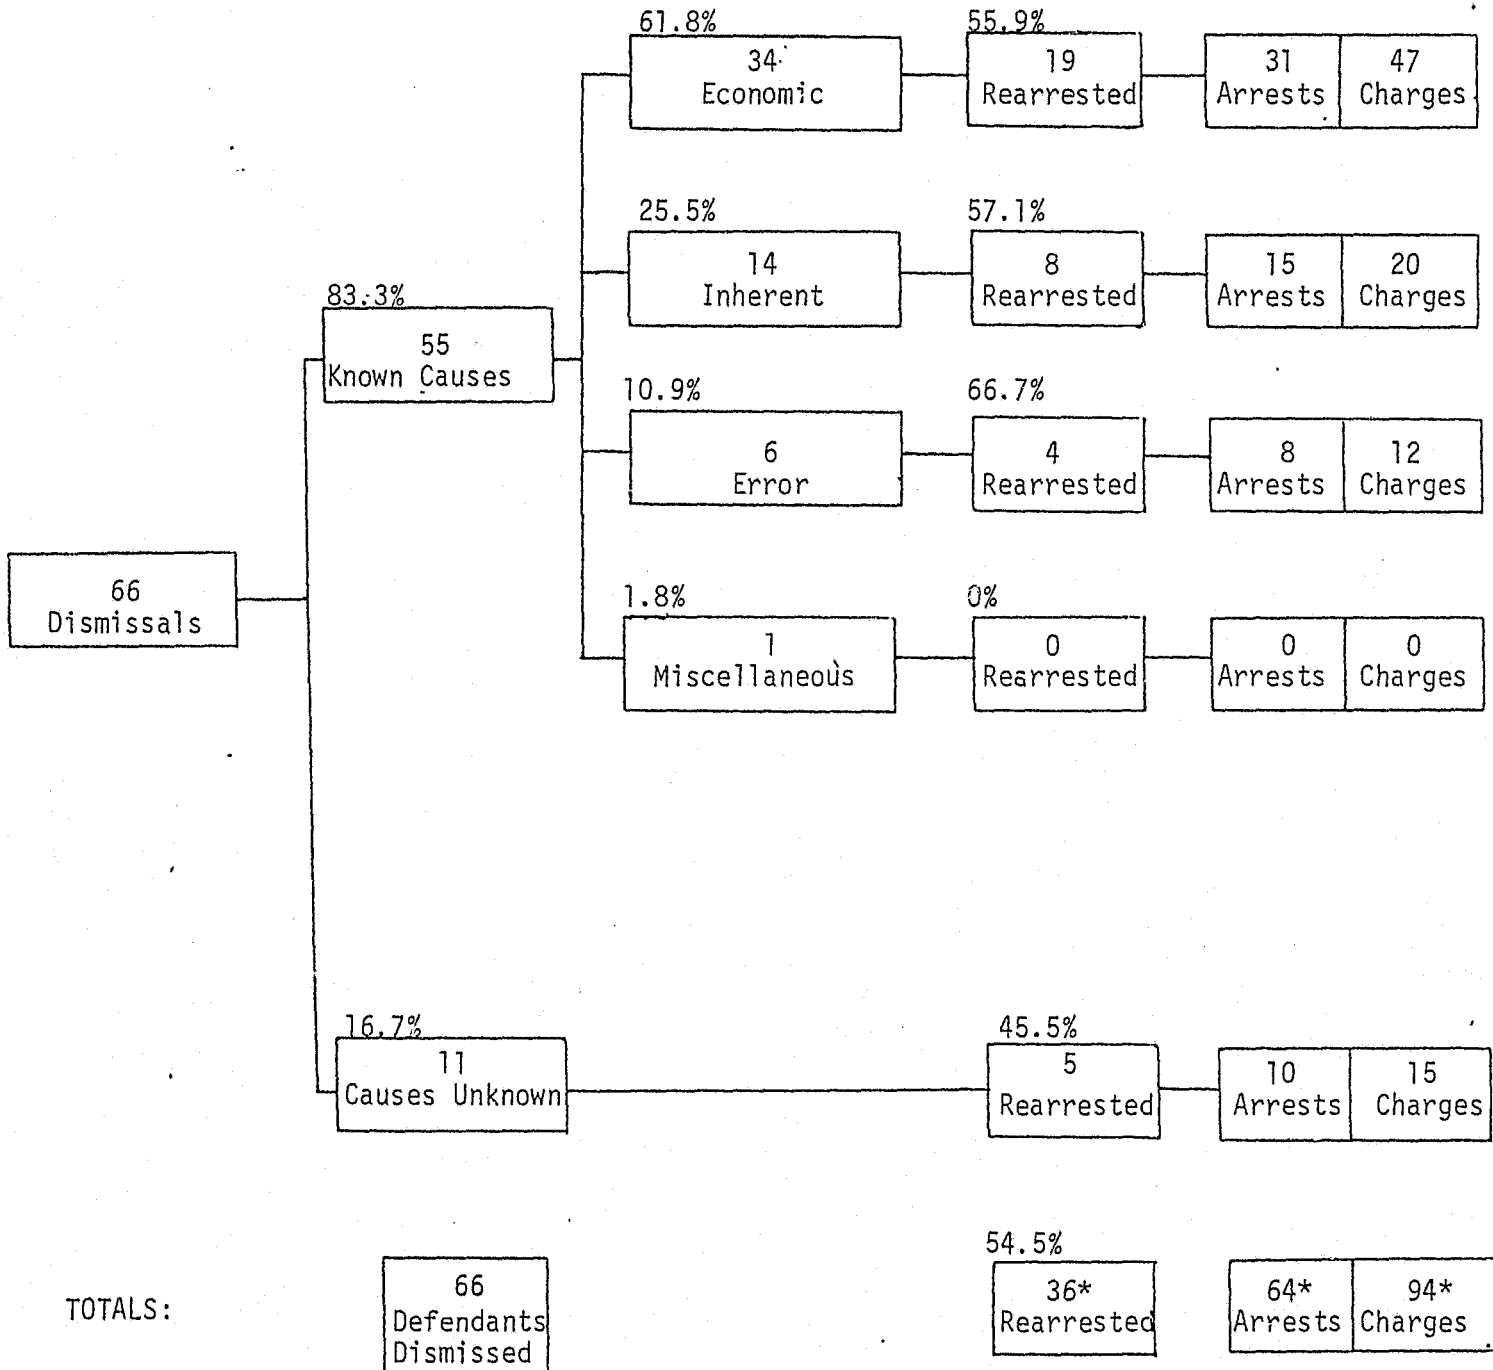 61.8%
55.9%
34
Economic
19
Rearrested
31
Arrests
47
Charges
25.5%
57.1%
14
Inherent
8
Rearrested
15
Arrests
20
Charges
83.3%
55
Known Causes
10.9%
66.7%
6
Error
4
Rearrested
8
Arrests
12
Charges
66
Dismissals
1.8%
0%
1
Miscellaneous
0
Rearrested
0
Arrests
0
Charges
16.7%
11
Causes Unknown
45.5%
5
Rearrested
10
Arrests
15
Charges
TOTALS:
66
Defendants
Dismissed
54.5%
36*
Rearrested
64*
Arrests
94*
Charges